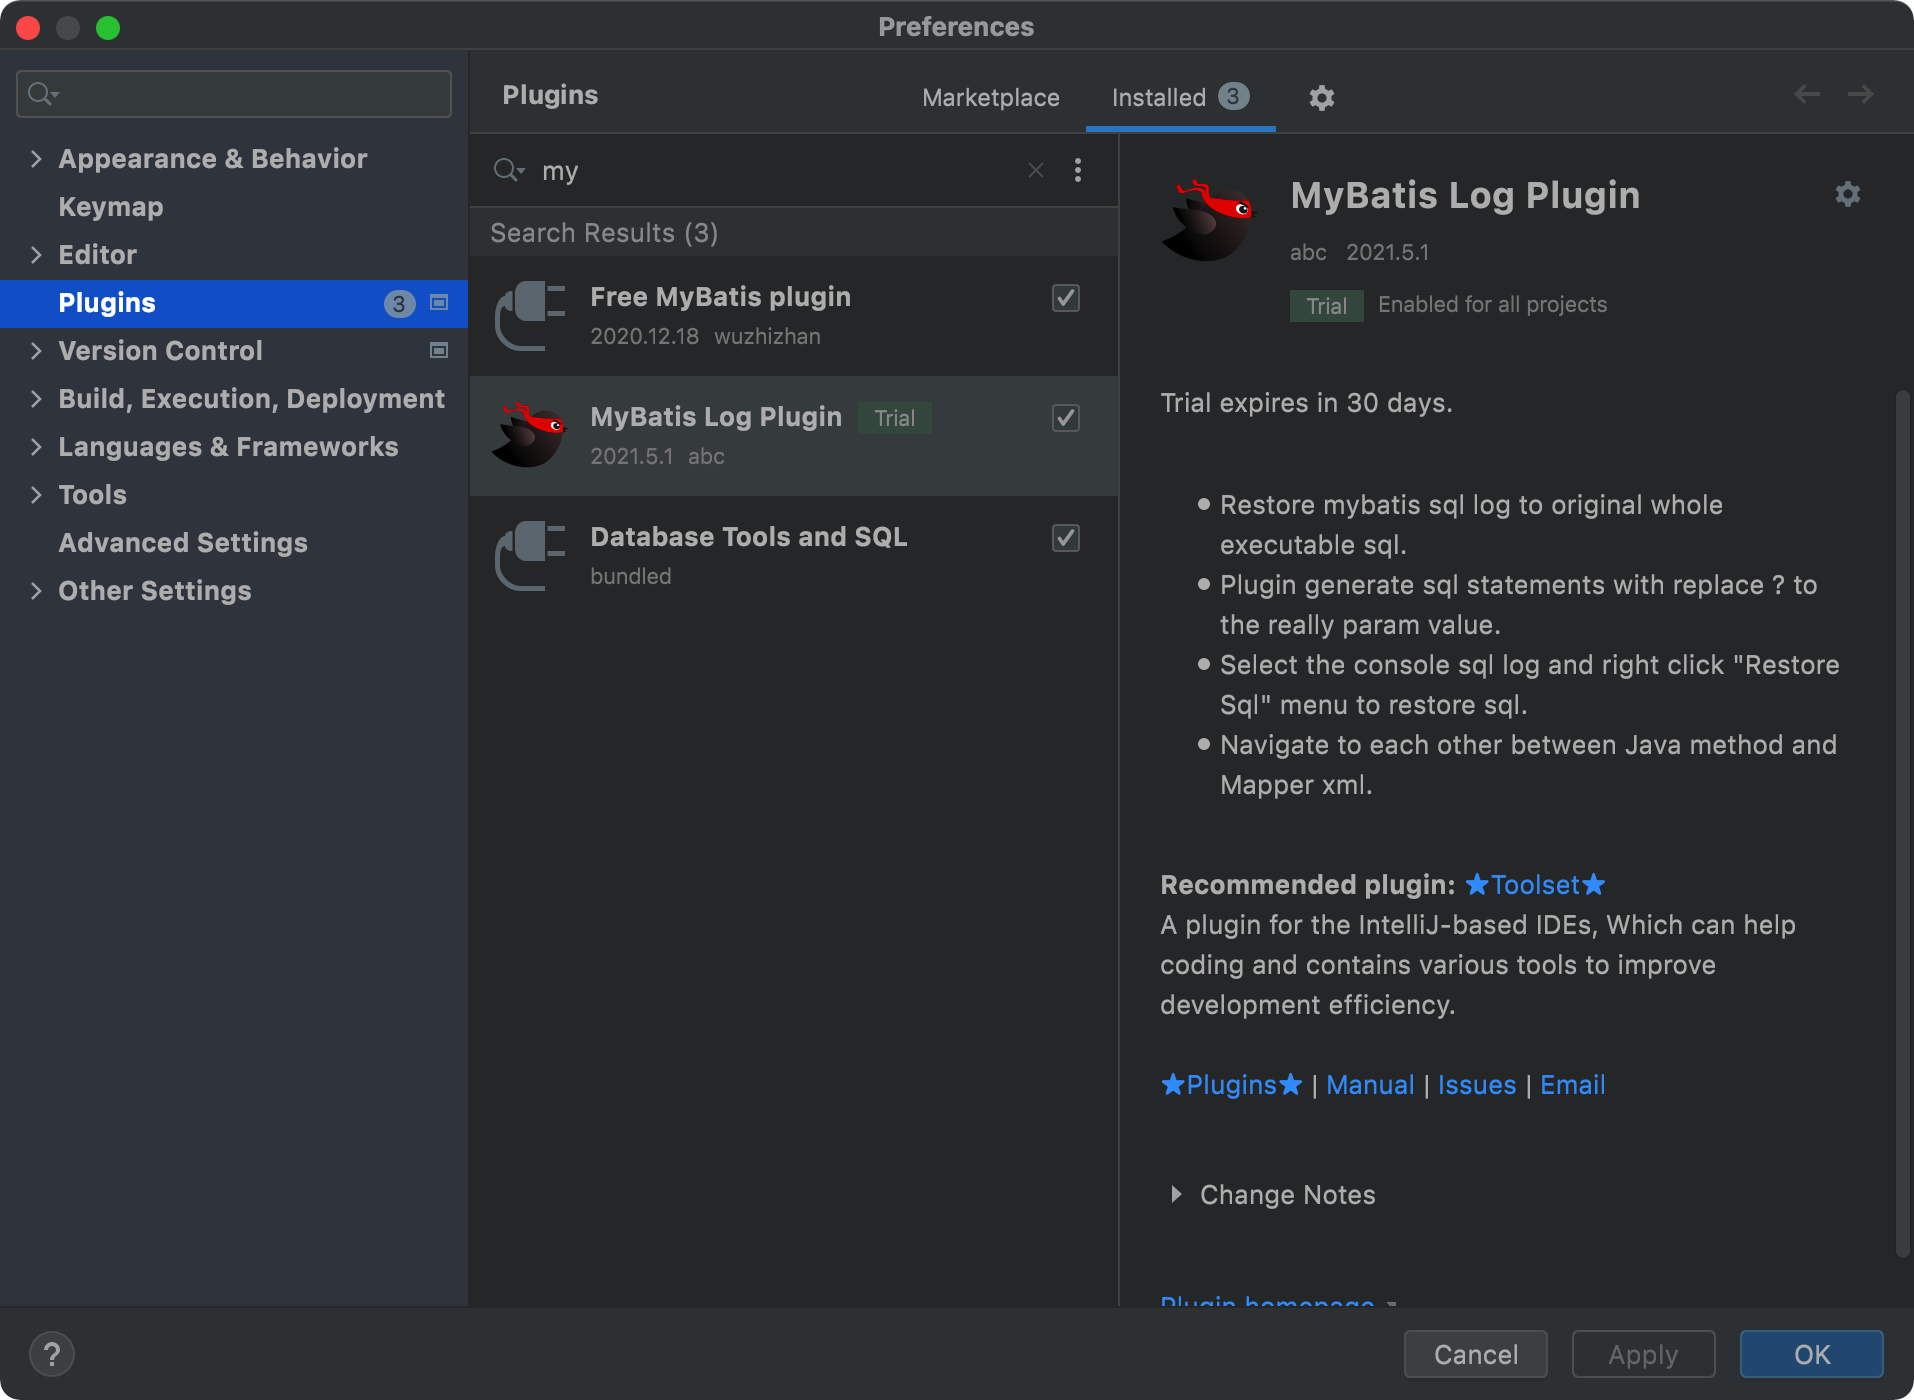 Preferences
Appearance & Behavior
Keymap
Editor
Plugins 3
Version Control
Build, Execution, Deployment
Languages & Frameworks
Tools
Advanced Settings
Other Settings
Plugins
Marketplace
Installed 3
my
Search Results (3)
Free MyBatis plugin
2020.12.18 wuzhizhan
MyBatis Log Plugin Trial
2021.5.1 abc
Database Tools and SQL
bundled
MyBatis Log Plugin
abc 2021.5.1
Trial Enabled for all projects
Trial expires in 30 days.
• Restore mybatis sql log to original whole
executable sql.
• Plugin generate sql statements with replace ? to
the really param value.
• Select the console sql log and right click "Restore
Sql" menu to restore sql.
• Navigate to each other between Java method and
Mapper xml.
Recommended plugin: ★Toolset★
A plugin for the IntelliJ-based IDEs, Which can help
coding and contains various tools to improve
development efficiency.
★Plugins★ | Manual | Issues | Email
Change Notes
Plugin homepage
?
Cancel
Apply
OK